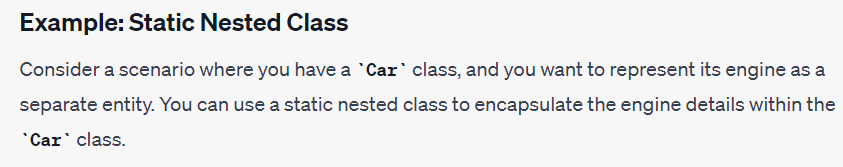 Example: Static Nested Class
Consider a scenario where you have a `Car` class, and you want to represent its engine as a
separate entity. You can use a static nested class to encapsulate the engine details within the
`Car` class.